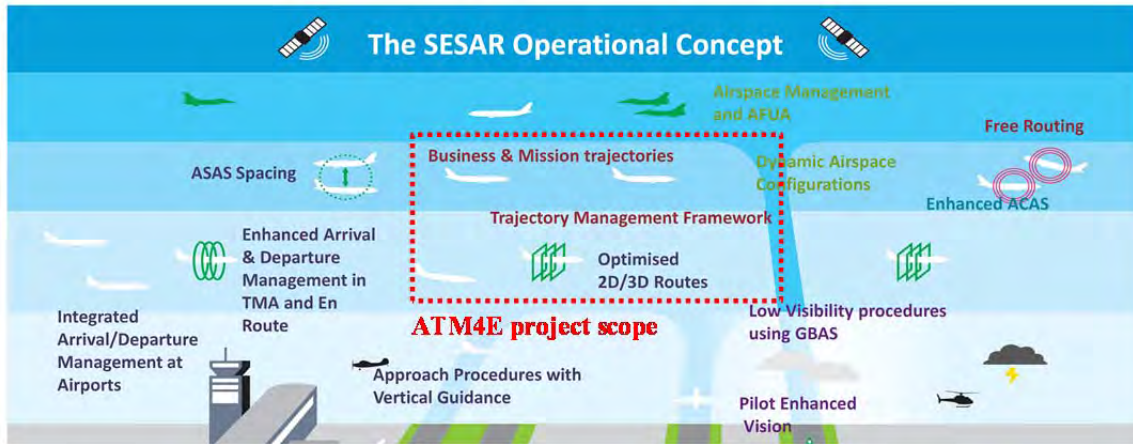 The SESAR Operational Concept
Airspace Management
and AFUA
Free Routing
Business & Mission trajectories
ASAS Spacing
Dynamic Airspace
Configurations
Enhanced ACAS
Trajectory Management Framework
Enhanced Arrival
& Departure
Management in
TMA and En
Route
Optimised
2D/3D Routes
Integrated
Arrival/Departure
Management at
Airports
ATM4E project scope
Low Visibility procedures
using GBAS
Approach Procedures with
Vertical Guidance
Pilot Enhanced
Vision